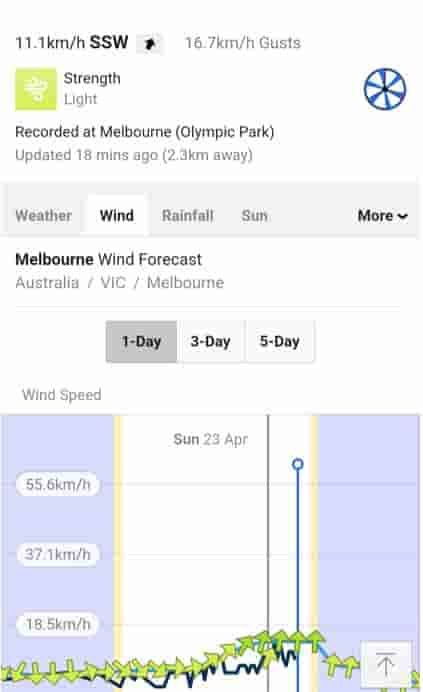 11.1km/h SSW 16.7km/h Gusts
Strength
Light
Recorded at Melbourne (Olympic Park)
Updated 18 mins ago (2.3km away)
Weather Wind Rainfall Sun More
Melbourne Wind Forecast
Australia / VIC / Melbourne
1-Day 3-Day 5-Day
Wind Speed
Sun 23 Apr
55.6km/h
37.1km/h
18.5km/h